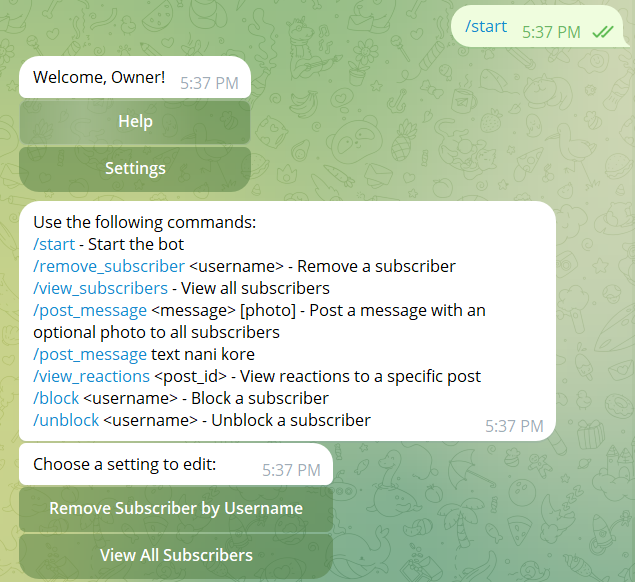 /start 5:37 PM
Welcome, Owner! 5:37 PM
Help
Settings
Use the following commands:
/start - Start the bot
/remove_subscriber <username> - Remove a subscriber
/view_subscribers - View all subscribers
/post_message <message> [photo] - Post a message with an
optional photo to all subscribers
/post_message text nani kore
/view_reactions <post_id> - View reactions to a specific post
/block <username> - Block a subscriber
/unblock <username> - Unblock a subscriber 5:37 PM
Choose a setting to edit: 5:37 PM
Remove Subscriber by Username
View All Subscribers